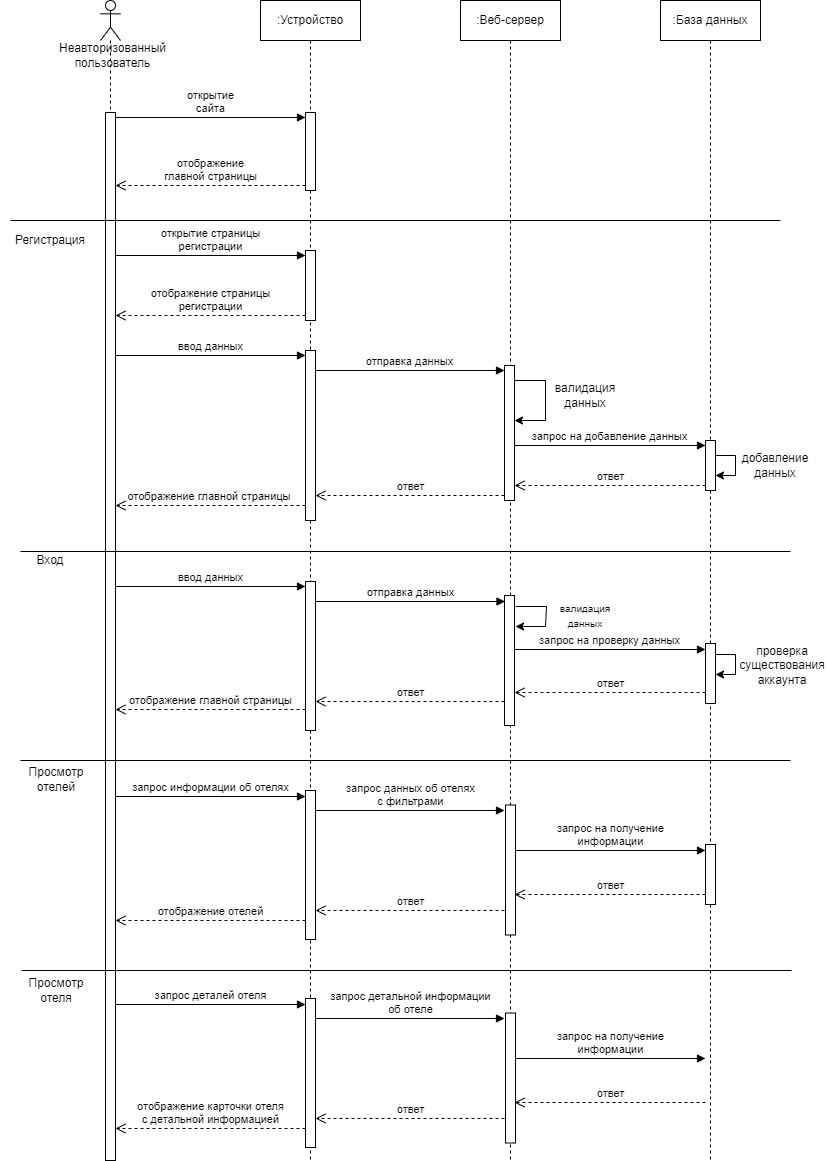 :Устройство
:Веб-сервер
:База данных
Неавторизованный
пользователь
открытие
сайта
отображение
главной страницы
Регистрация
открытие страницы
регистрации
отображение страницы
регистрации
ввод данных
отправка данных
валидация
данных
запрос на добавление данных
добавление
данных
ответ
ответ
отображение главной страницы
Вход
ввод данных
отправка данных
валидация
данных
запрос на проверку данных
проверка
существования
аккаунта
ответ
ответ
отображение главной страницы
Просмотр
отелей
запрос информации об отелях
запрос данных об отелях
с фильтрами
запрос на получение
информации
ответ
ответ
отображение отелей
Просмотр
отеля
запрос деталей отеля
запрос детальной информации
об отеле
запрос на получение
информации
ответ
ответ
отображение карточки отеля
с детальной информацией